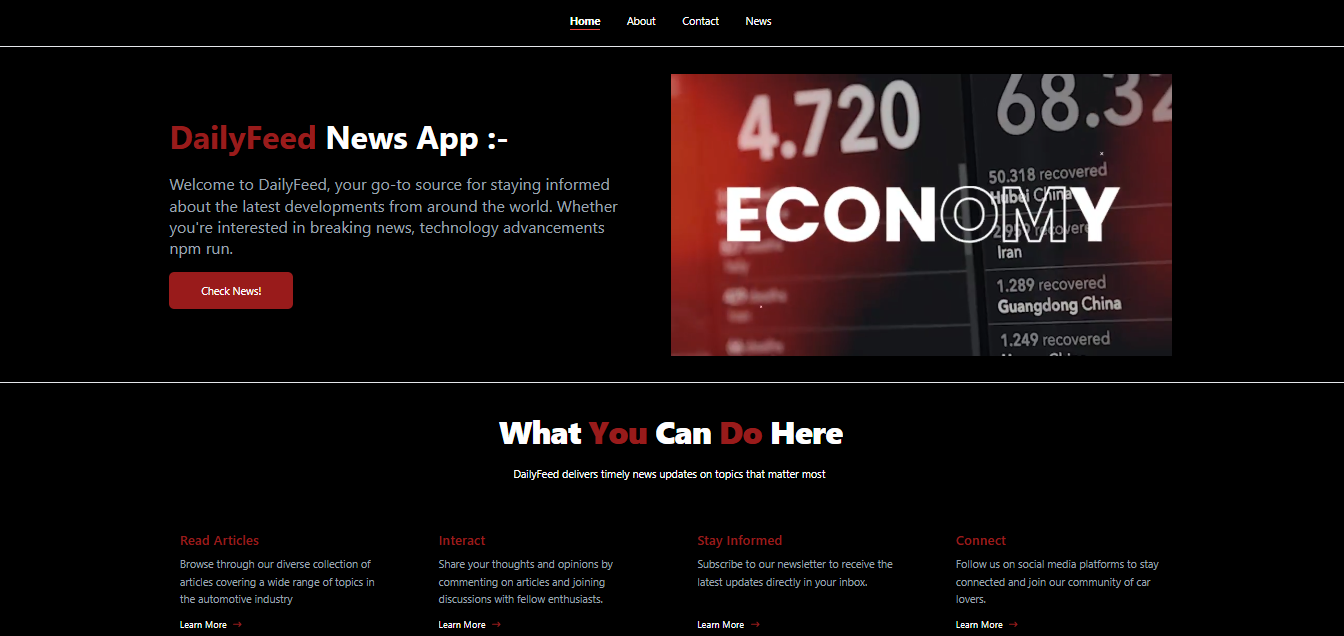 Home About Contact News
DailyFeed News App :-
Welcome to DailyFeed, your go-to source for staying informed
about the latest developments from around the world. Whether
you're interested in breaking news, technology advancements
npm run.
Check News!
4.720
68.32
50.318 recovered
Hubei China
ECONOMY
2.959 recovered
Iran
1.289 recovered
Guangdong China
1.249 recovered
What You Can Do Here
DailyFeed delivers timely news updates on topics that matter most
Read Articles
Browse through our diverse collection of
articles covering a wide range of topics in
the automotive industry
Learn More →
Interact
Share your thoughts and opinions by
commenting on articles and joining
discussions with fellow enthusiasts.
Learn More →
Stay Informed
Subscribe to our newsletter to receive the
latest updates directly in your inbox.
Learn More →
Connect
Follow us on social media platforms to stay
connected and join our community of car
lovers.
Learn More →